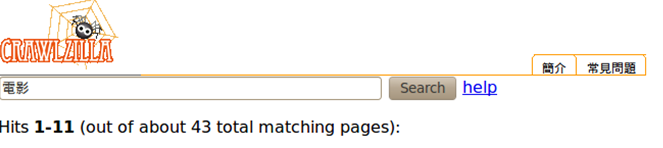 CRAWLZILLA
簡介 常見問題
電影 Search help
Hits 1-11 (out of about 43 total matching pages):